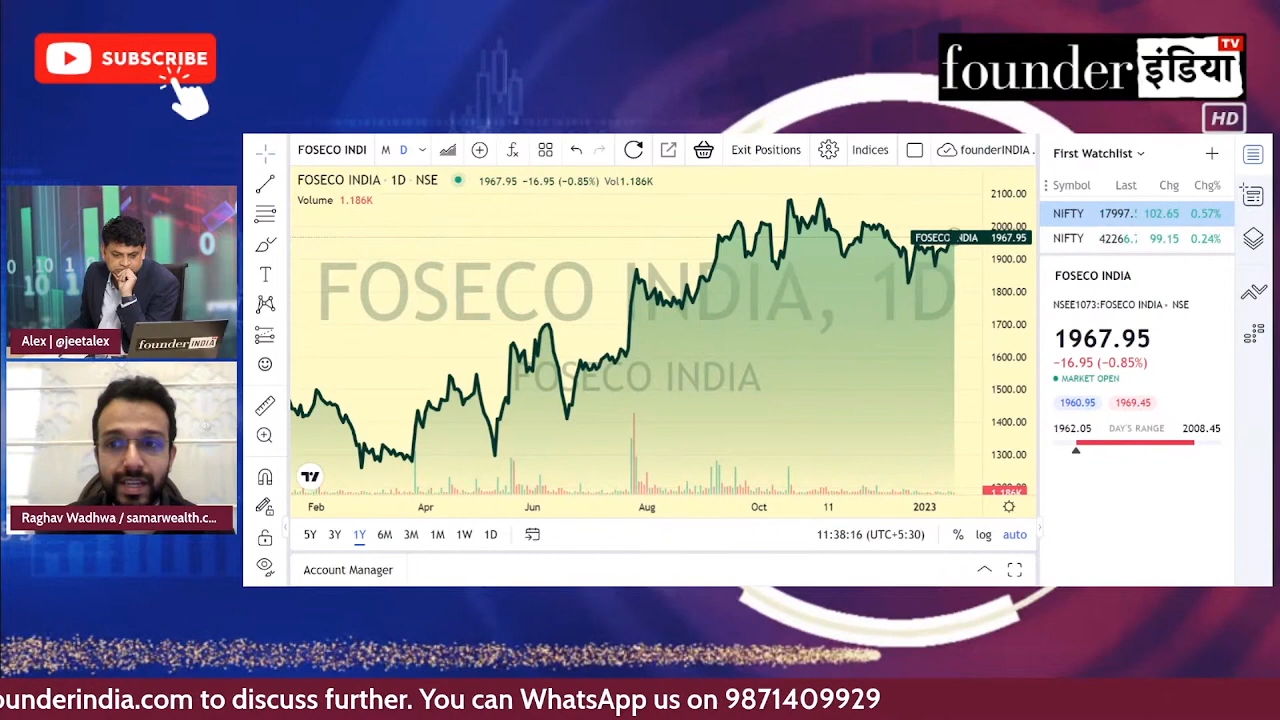 SUBSCRIBE
founder इंडिया TV
HD
FOSECO INDI M D Exit Positions Indices founderINDIA .
FOSECO INDIA · 1D · NSE 1967.95 −16.95 (−0.85%) Vol1.186K
Volume 1.186K
FOSECO INDIA, 1D
FOSECO INDIA
2100.00
2000.00
FOSECO INDIA 1967.95
1900.00
1800.00
1700.00
1600.00
1500.00
1400.00
1300.00
1.186K
Feb Apr Jun Aug Oct 11 2023
5Y 3Y 1Y 6M 3M 1M 1W 1D 11:38:16 (UTC+5:30) % log auto
Account Manager
First Watchlist
Symbol Last Chg Chg%
NIFTY 17997. 102.65 0.57%
NIFTY 42266.7 99.15 0.24%
FOSECO INDIA
NSEE1073:FOSECO INDIA · NSE
1967.95
−16.95 (−0.85%)
MARKET OPEN
1960.95 1969.45
1962.05 DAY'S RANGE 2008.45
Alex | @jeetalex
founder INDIA
Raghav Wadhwa / samarwealth.c...
ounderindia.com to discuss further. You can WhatsApp us on 9871409929